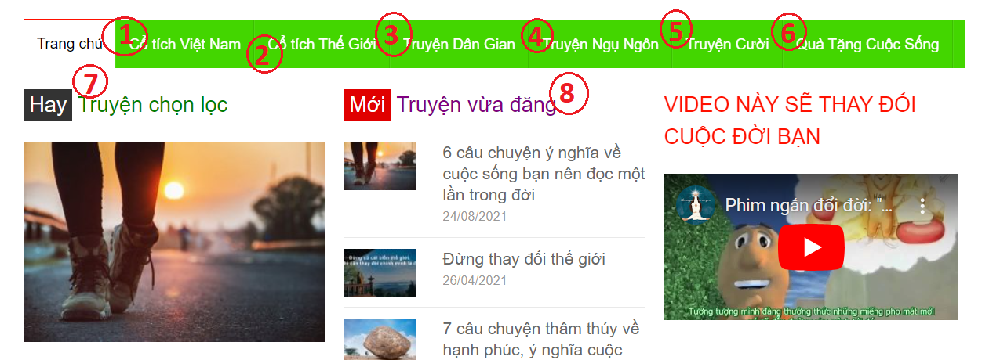 Trang chủ Cổ tích Việt Nam Cổ tích Thế Giới Truyện Dân Gian Truyện Ngụ Ngôn Truyện Cười Quà Tặng Cuộc Sống
1 2 3 4 5 6
7 8
Hay Truyện chọn lọc
Mới Truyện vừa đăng
6 câu chuyện ý nghĩa về
cuộc sống bạn nên đọc một
lần trong đời
24/08/2021
Đừng thay đổi thế giới
26/04/2021
7 câu chuyện thâm thúy về
hạnh phúc, ý nghĩa cuộc
VIDEO NÀY SẼ THAY ĐỔI
CUỘC ĐỜI BẠN
Phim ngắn đổi đời: "...
Tưởng tượng mình đàng thưởng thức những miếng pho mát mới